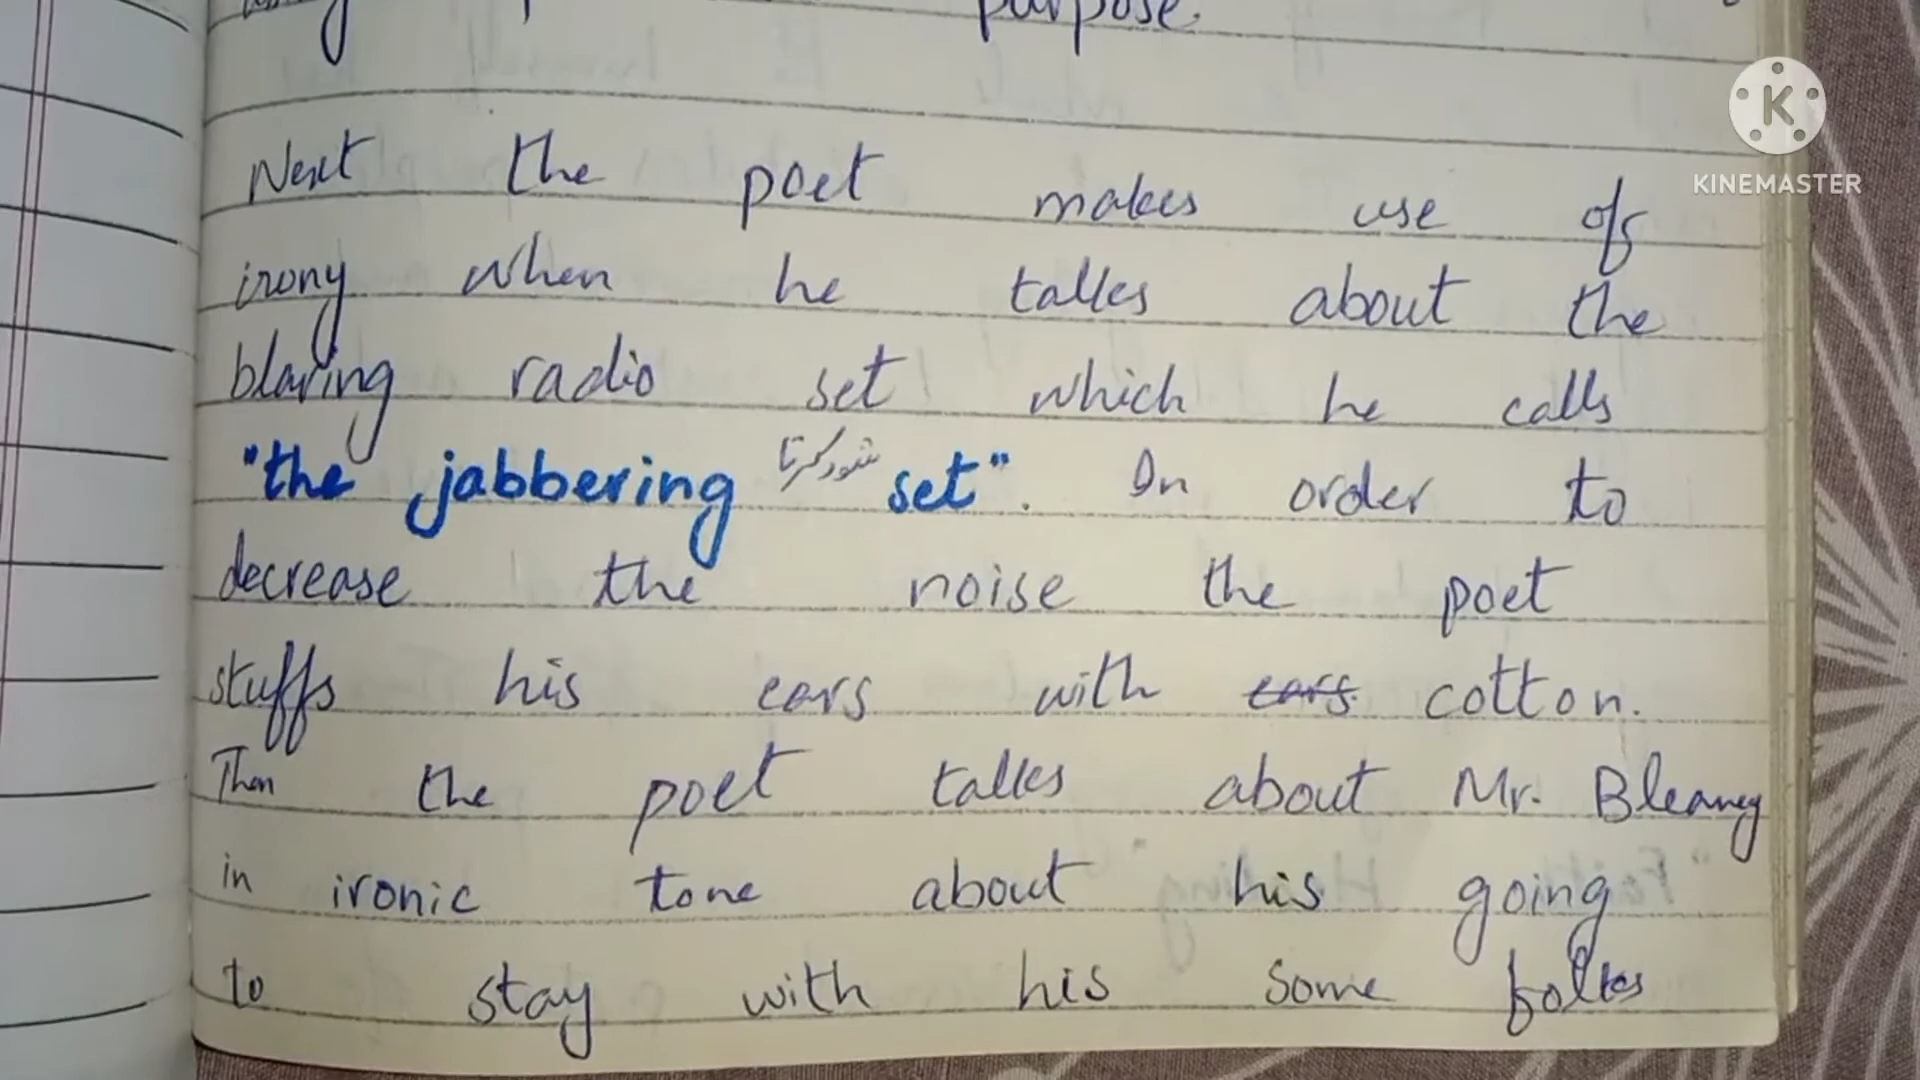 purpose.
Next the poet makes use of
irony when he talks about the
blaring radio set which he calls
"the jabbering شور کرنا set". In order to
decrease the noise the poet
stuffs his ears with ears. cotton.
Then the poet talks about Mr. Bleaney
in ironic tone about his going
to stay with his some folks
K
KINEMASTER